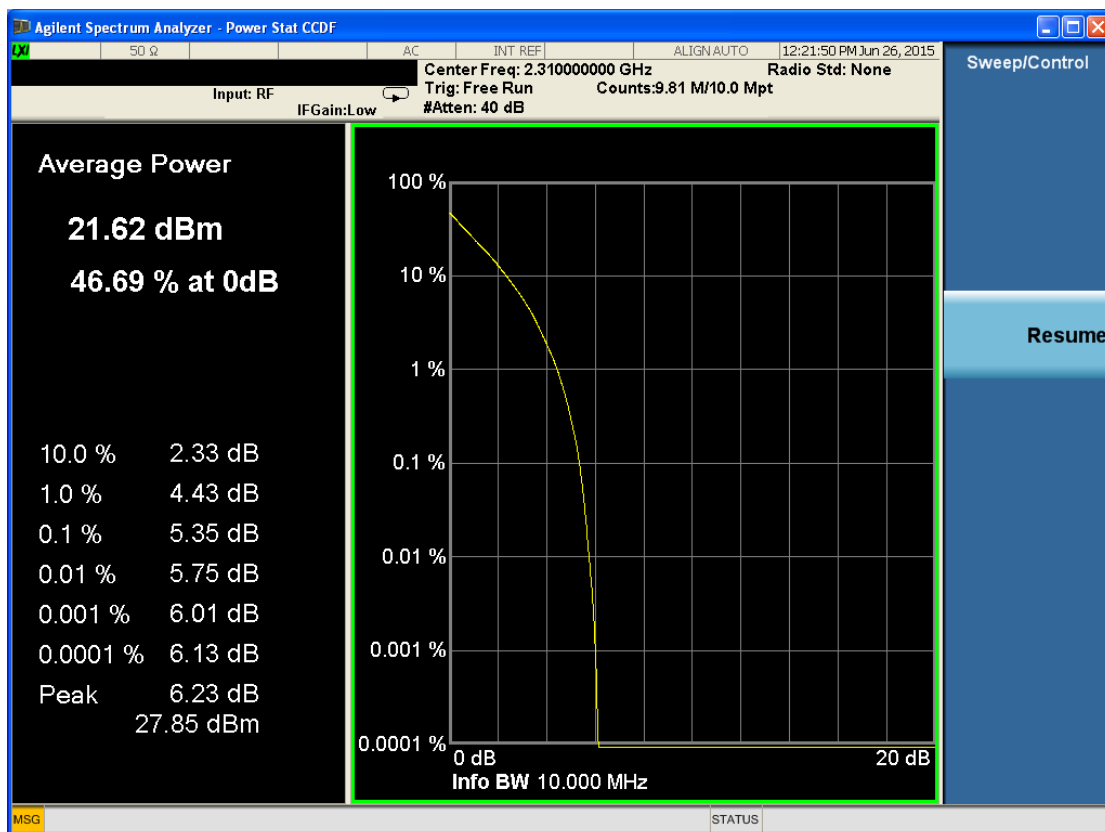 Agilent Spectrum Analyzer - Power Stat CCDF
LXI 50 Ω AC INT REF ALIGN AUTO 12:21:50 PM Jun 26, 2015
Center Freq: 2.310000000 GHz Radio Std: None
Input: RF Trig: Free Run Counts:9.81 M/10.0 Mpt
IFGain:Low #Atten: 40 dB
Sweep/Control
Resume
Average Power
21.62 dBm
46.69 % at 0dB
10.0 % 2.33 dB
1.0 % 4.43 dB
0.1 % 5.35 dB
0.01 % 5.75 dB
0.001 % 6.01 dB
0.0001 % 6.13 dB
Peak 6.23 dB
27.85 dBm
100 %
10 %
1 %
0.1 %
0.01 %
0.001 %
0.0001 %
0 dB 20 dB
Info BW 10.000 MHz
MSG STATUS